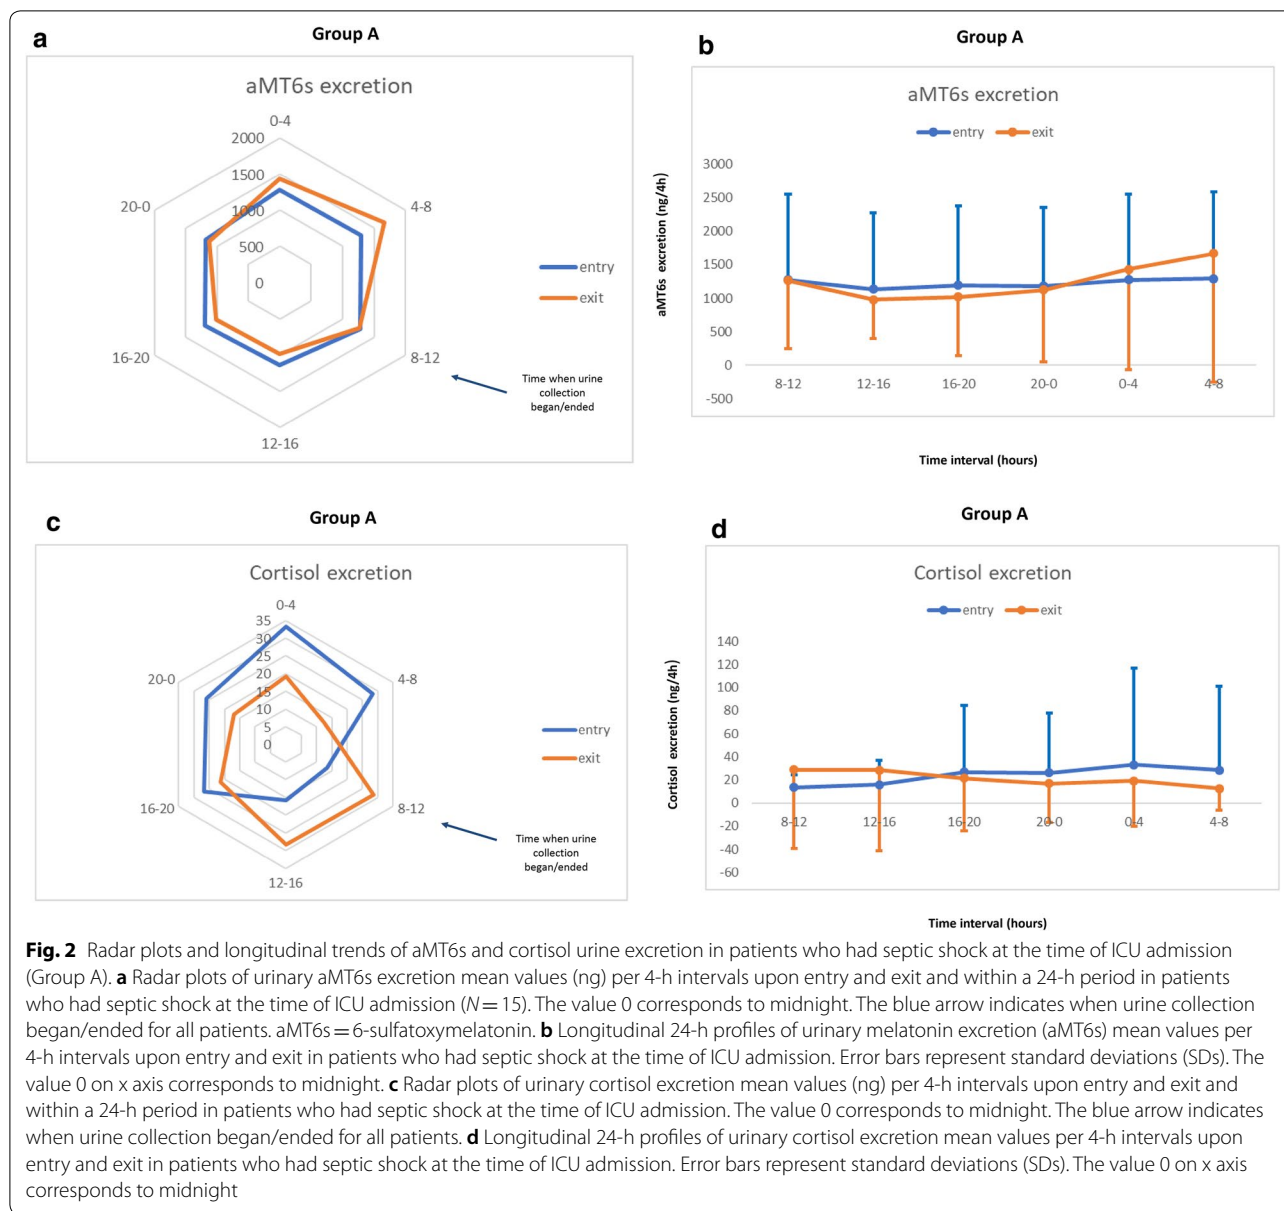 a
Group A
aMT6s excretion
0-4
2000
1500
1000
500
0
4-8
8-12
12-16
16-20
20-0
entry
exit
Time when urine
collection
began/ended
b
Group A
aMT6s excretion
entry exit
aMT6s excretion (ng/4h)
3000
2500
2000
1500
1000
500
0
-500
8-12 12-16 16-20 20-0 0-4 4-8
Time interval (hours)
c
Group A
Cortisol excretion
0-4
35
30
25
20
15
10
5
0
4-8
8-12
12-16
16-20
20-0
entry
exit
Time when urine
collection
began/ended
d
Group A
Cortisol excretion
entry exit
Cortisol excretion (ng/4h)
140
120
100
80
60
40
20
0
-20
-40
-60
8-12 12-16 16-20 20-0 0-4 4-8
Time interval (hours)
Fig. 2 Radar plots and longitudinal trends of aMT6s and cortisol urine excretion in patients who had septic shock at the time of ICU admission
(Group A). a Radar plots of urinary aMT6s excretion mean values (ng) per 4-h intervals upon entry and exit and within a 24-h period in patients
who had septic shock at the time of ICU admission (N = 15). The value 0 corresponds to midnight. The blue arrow indicates when urine collection
began/ended for all patients. aMT6s = 6-sulfatoxymelatonin. b Longitudinal 24-h profiles of urinary melatonin excretion (aMT6s) mean values per
4-h intervals upon entry and exit in patients who had septic shock at the time of ICU admission. Error bars represent standard deviations (SDs). The
value 0 on x axis corresponds to midnight. c Radar plots of urinary cortisol excretion mean values (ng) per 4-h intervals upon entry and exit and
within a 24-h period in patients who had septic shock at the time of ICU admission. The value 0 corresponds to midnight. The blue arrow indicates
when urine collection began/ended for all patients. d Longitudinal 24-h profiles of urinary cortisol excretion mean values per 4-h intervals upon
entry and exit in patients who had septic shock at the time of ICU admission. Error bars represent standard deviations (SDs). The value 0 on x axis
corresponds to midnight